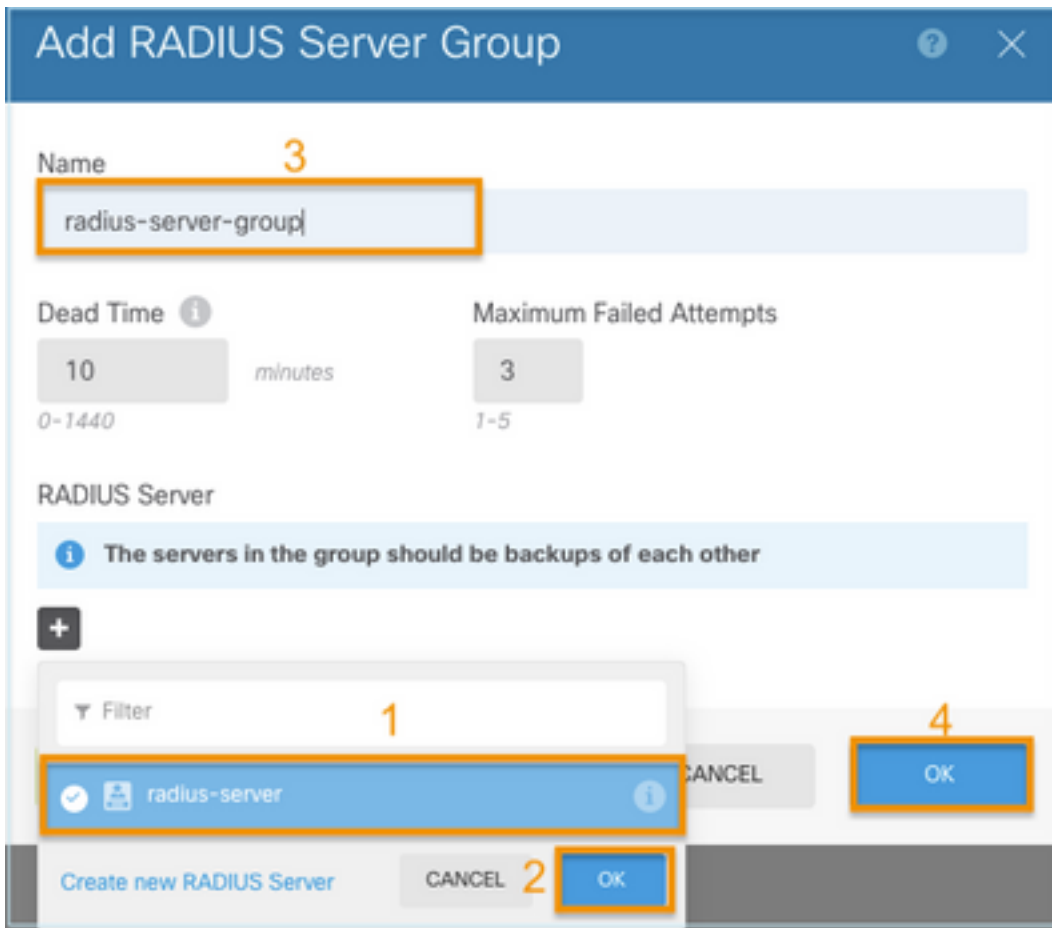 Add RADIUS Server Group
?
Name
3
radius-server-group
Dead Time i
Maximum Failed Attempts
10 minutes
3
0-1440
1-5
RADIUS Server
i The servers in the group should be backups of each other
+
Filter
1
radius-server i
4
CANCEL
OK
Create new RADIUS Server
CANCEL
2
OK